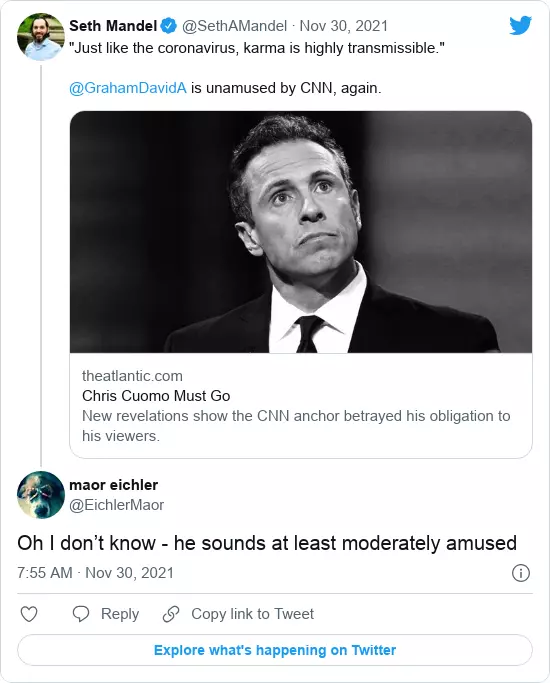 Seth Mandel @SethAMandel · Nov 30, 2021
"Just like the coronavirus, karma is highly transmissible."
@GrahamDavidA is unamused by CNN, again.
theatlantic.com
Chris Cuomo Must Go
New revelations show the CNN anchor betrayed his obligation to
his viewers.
maor eichler
@EichlerMaor
Oh I don’t know - he sounds at least moderately amused
7:55 AM · Nov 30, 2021
Reply
Copy link to Tweet
Explore what's happening on Twitter